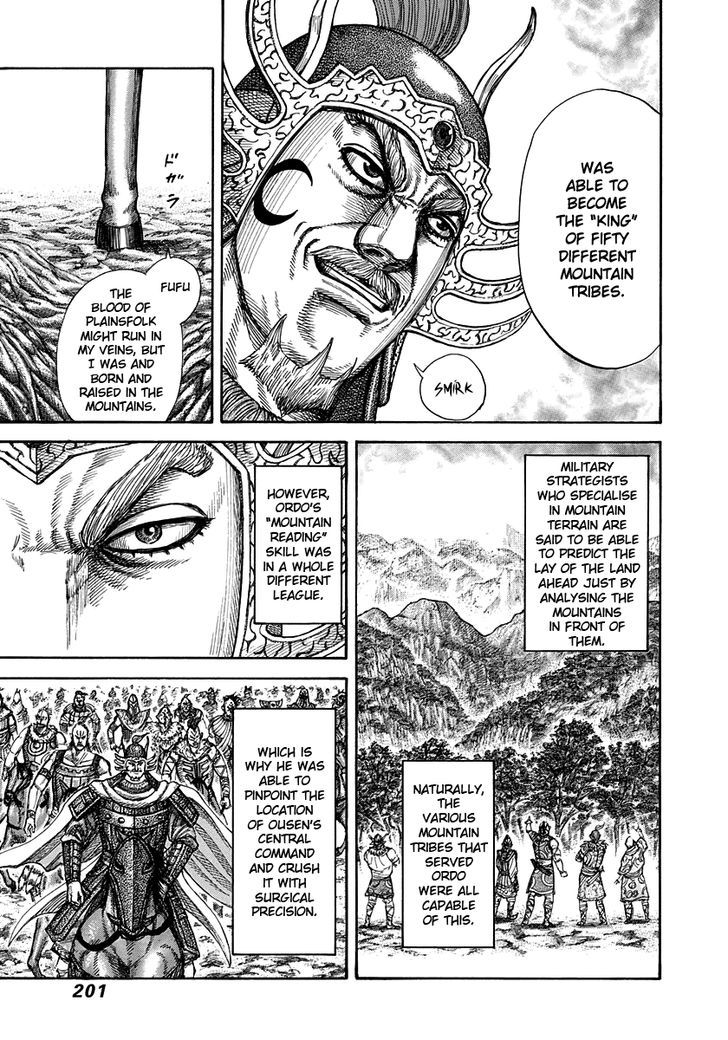 WAS
ABLE TO
BECOME
THE "KING"
OF FIFTY
DIFFERENT
MOUNTAIN
TRIBES.
SMIRK
ドガラ
FUFU
THE
BLOOD OF
PLAINSFOLK
MIGHT RUN IN
MY VEINS, BUT
I WAS AND
BORN AND
RAISED IN THE
MOUNTAINS.
MILITARY
STRATEGISTS
WHO SPECIALISE
IN MOUNTAIN
TERRAIN ARE
SAID TO BE ABLE
TO PREDICT THE
LAY OF THE LAND
AHEAD JUST BY
ANALYSING THE
MOUNTAINS
IN FRONT OF
THEM.
NATURALLY,
THE
VARIOUS
MOUNTAIN
TRIBES THAT
SERVED
ORDO
WERE ALL
CAPABLE
OF THIS.
HOWEVER,
ORDO'S
"MOUNTAIN
READING"
SKILL WAS
IN A WHOLE
DIFFERENT
LEAGUE.
WHICH IS
WHY HE WAS
ABLE TO
PINPOINT THE
LOCATION
OF OUSEN'S
CENTRAL
COMMAND
AND CRUSH
IT WITH
SURGICAL
PRECISION.
201